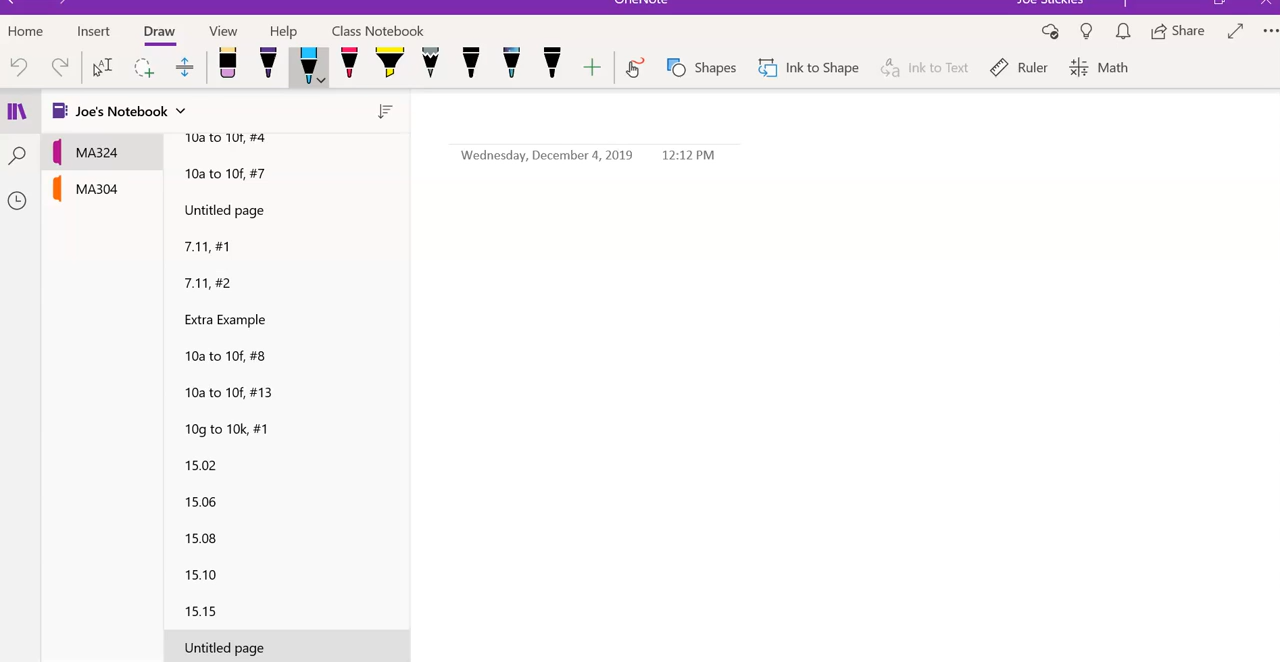 OneNote
Joe Stickles
Home Insert Draw View Help Class Notebook Share
Shapes Ink to Shape Ink to Text Ruler Math
Joe's Notebook
MA324
MA304
10a to 10f, #4
10a to 10f, #7
Untitled page
7.11, #1
7.11, #2
Extra Example
10a to 10f, #8
10a to 10f, #13
10g to 10k, #1
15.02
15.06
15.08
15.10
15.15
Untitled page
Wednesday, December 4, 2019 12:12 PM